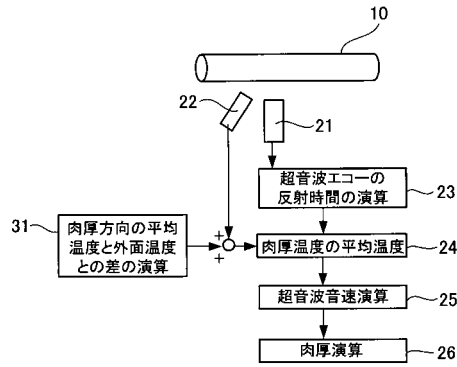 10
22
21
超音波エコーの
反射時間の演算
23
31
肉厚方向の平均
温度と外面温度
との差の演算
+
+
肉厚温度の平均温度
24
超音波音速演算
25
肉厚演算
26